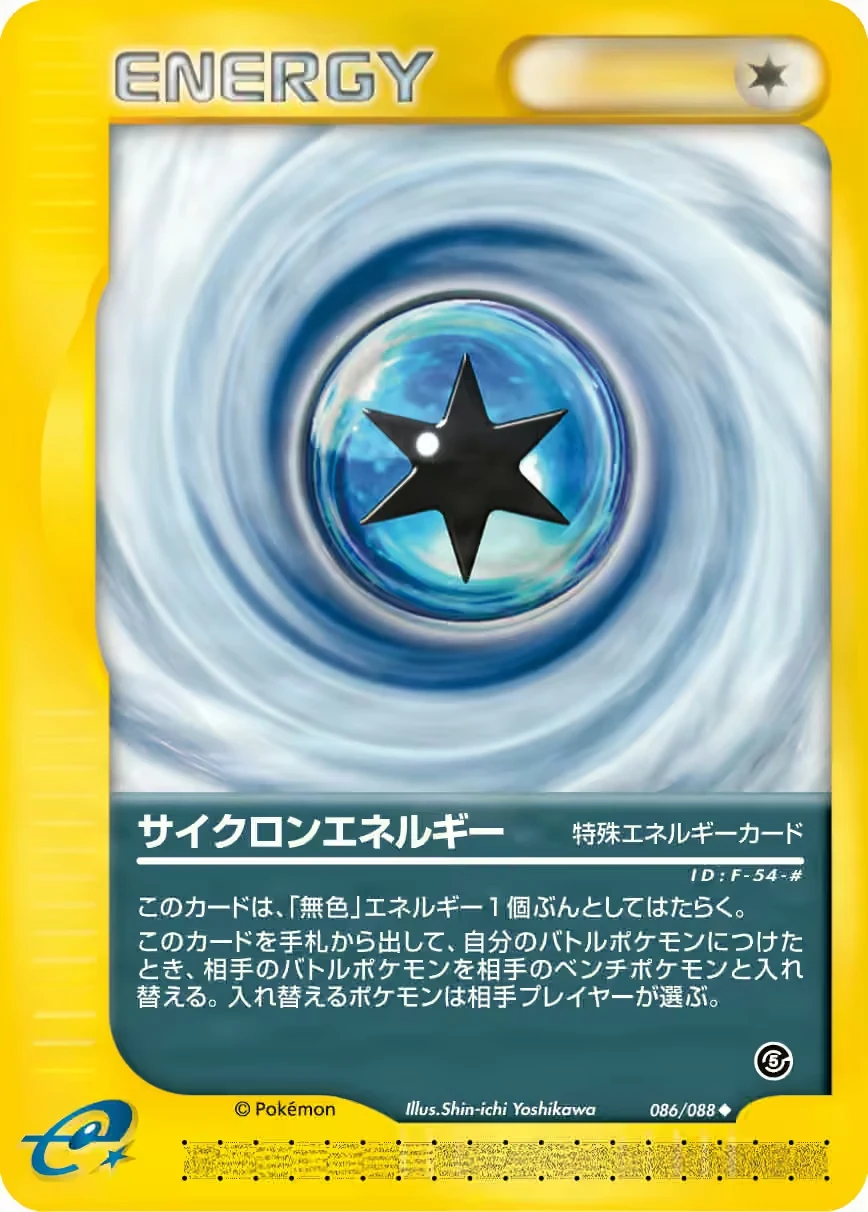 ENERGY
サイクロンエネルギー 特殊エネルギーカード
ID:F-54-#
このカードは、「無色」エネルギー1個ぶんとしてはたらく。
このカードを手札から出して、自分のバトルポケモンにつけた
とき、相手のバトルポケモンを相手のベンチポケモンと入れ
替える。入れ替えるポケモンは相手プレイヤーが選ぶ。
5
© Pokémon Illus.Shin-ichi Yoshikawa 086/088◆
e